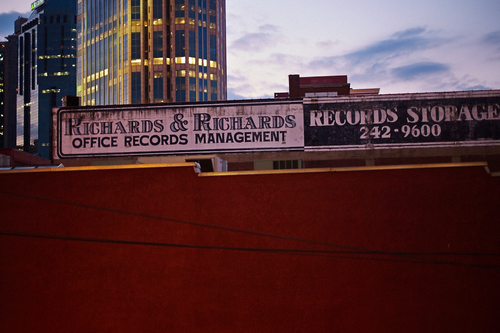 RICHARDS & RICHARDS
OFFICE RECORDS MANAGEMENT
RECORDS STORAGE
242•9600